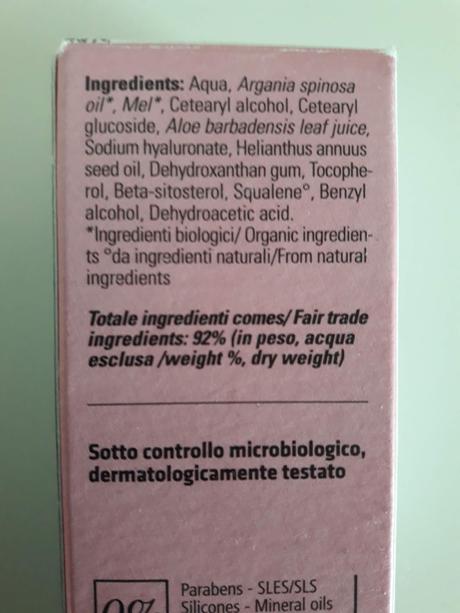 Ingredients: Aqua, Argania spinosa
oil*, Mel*, Cetearyl alcohol, Cetearyl
glucoside, Aloe barbadensis leaf juice,
Sodium hyaluronate, Helianthus annuus
seed oil, Dehydroxanthan gum, Tocophe-
rol, Beta-sitosterol, Squalene°, Benzyl
alcohol, Dehydroacetic acid.
*Ingredienti biologici/ Organic ingredien-
ts °da ingredienti naturali/From natural
ingredients
Totale ingredienti comes/ Fair trade
ingredients: 92% (in peso, acqua
esclusa /weight %, dry weight)
Sotto controllo microbiologico,
dermatologicamente testato
0%
Parabens - SLES/SLS
Silicones - Mineral oils